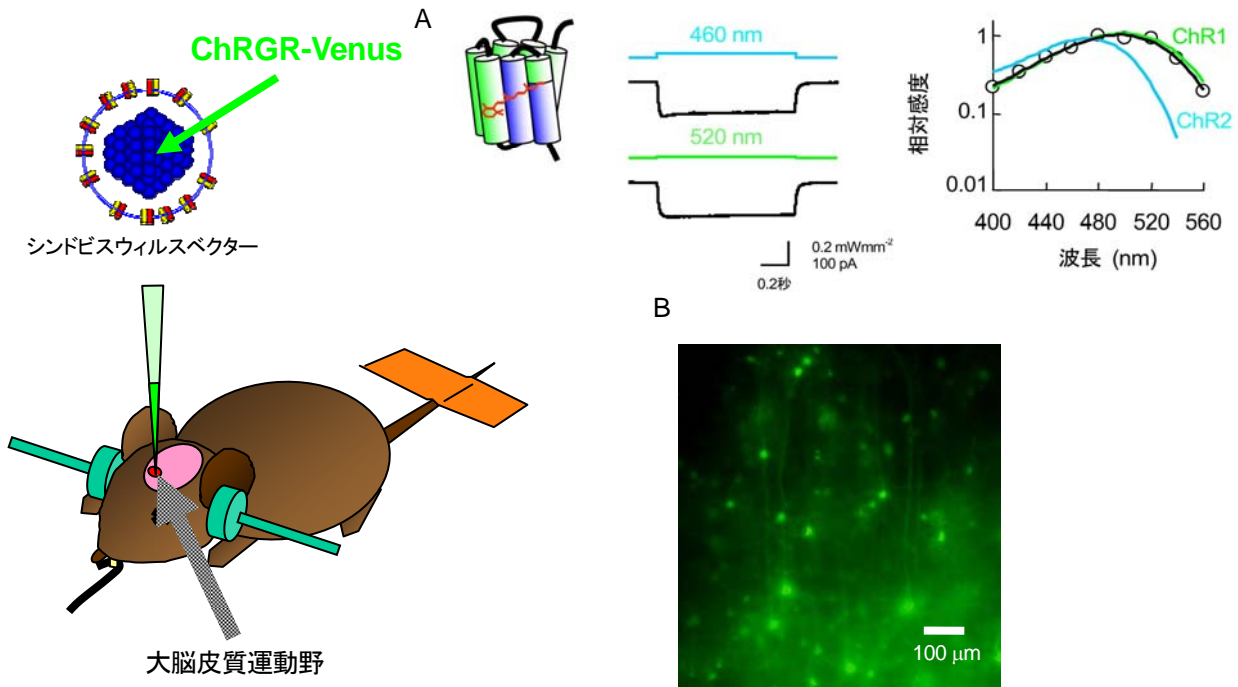 ChRGR-Venus
シンドビスウィルスベクター
A
460 nm
520 nm
0.2 mWmm-2
100 pA
0.2秒
相対感度
1
0.1
0.01
ChR1
ChR2
400 440 480 520 560
波長 (nm)
大脳皮質運動野
B
100 μm